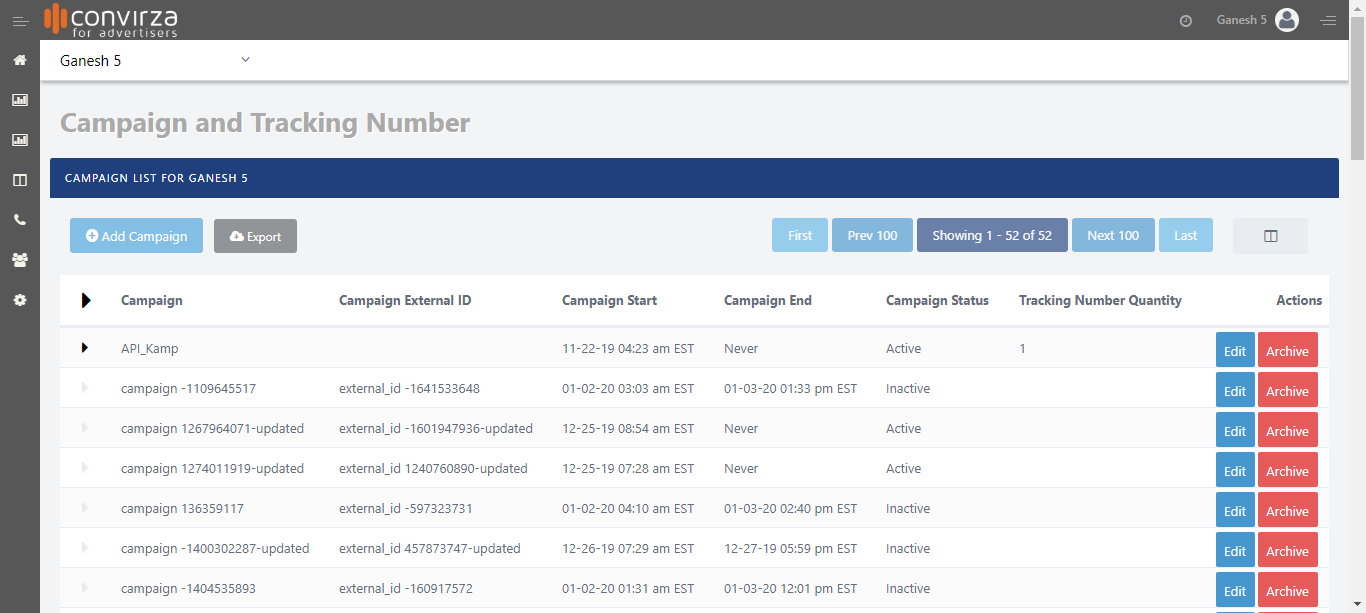 convirza
for advertisers
Ganesh 5
Ganesh 5
Campaign and Tracking Number
CAMPAIGN LIST FOR GANESH 5
Add Campaign Export First Prev 100 Showing 1 - 52 of 52 Next 100 Last
Campaign Campaign External ID Campaign Start Campaign End Campaign Status Tracking Number Quantity Actions
API_Kamp 11-22-19 04:23 am EST Never Active 1 Edit Archive
campaign -1109645517 external_id -1641533648 01-02-20 03:03 am EST 01-03-20 01:33 pm EST Inactive Edit Archive
campaign 1267964071-updated external_id -1601947936-updated 12-25-19 08:54 am EST Never Active Edit Archive
campaign 1274011919-updated external_id 1240760890-updated 12-25-19 07:28 am EST Never Active Edit Archive
campaign 136359117 external_id -597323731 01-02-20 04:10 am EST 01-03-20 02:40 pm EST Inactive Edit Archive
campaign -1400302287-updated external_id 457873747-updated 12-26-19 07:29 am EST 12-27-19 05:59 pm EST Inactive Edit Archive
campaign -1404535893 external_id -160917572 01-02-20 01:31 am EST 01-03-20 12:01 pm EST Inactive Edit Archive